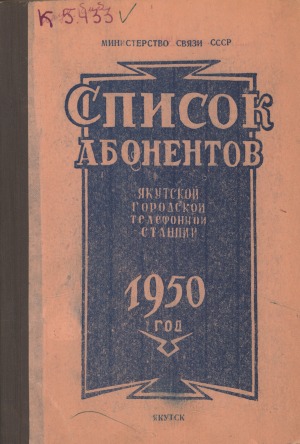 К 5433
МИНИСТЕРСТВО СВЯЗИ СССР
СПИСОК
АБОНЕНТОВ
ЯКУТСКОЙ
ГОРОДСКОЙ
ТЕЛЕФОННОЙ
СТАНЦИИ
1950
ГОД
ЯКУТСК